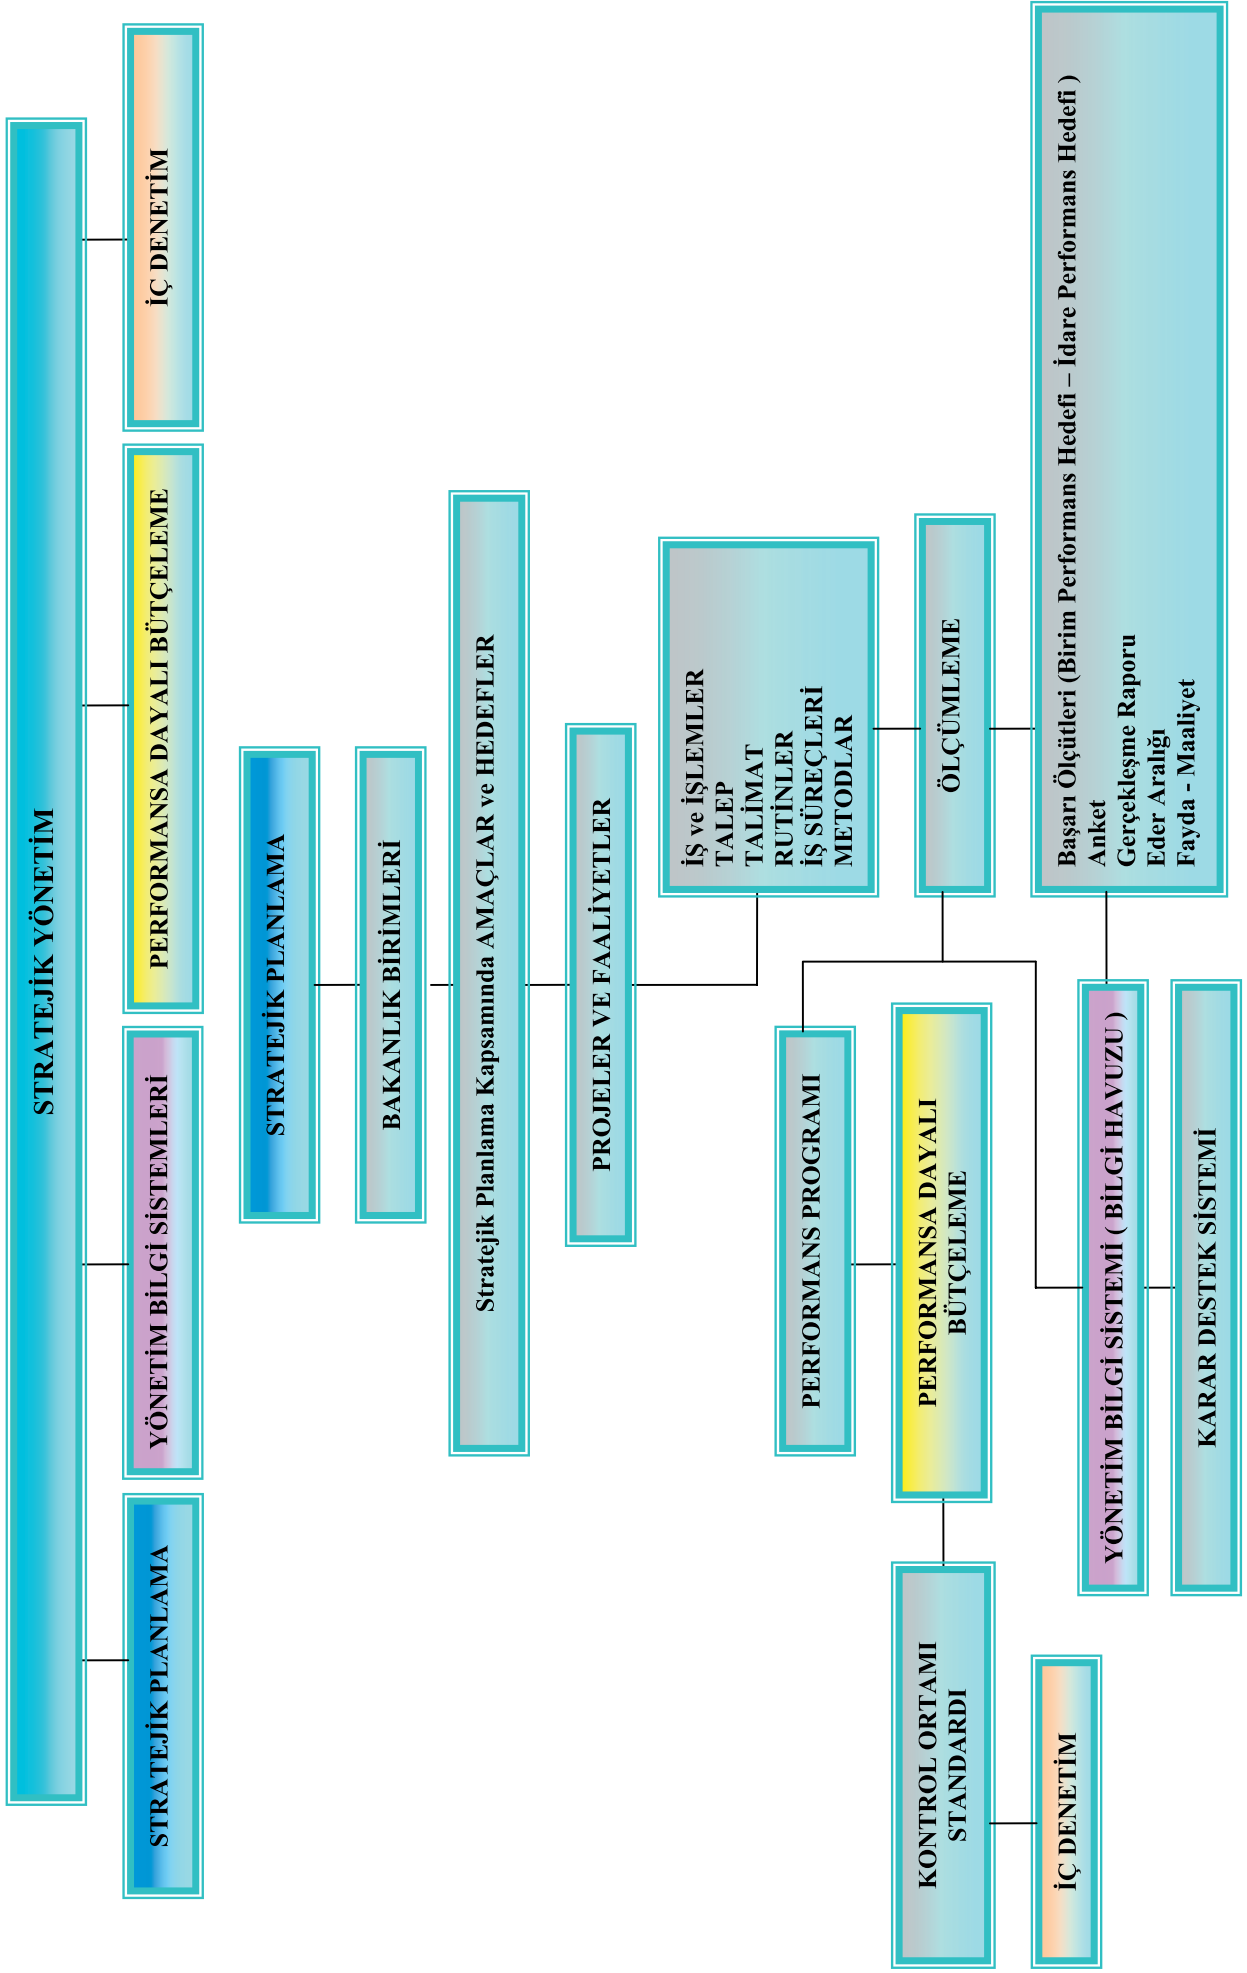 STRATEJİK YÖNETİM
STRATEJİK PLANLAMA
YÖNETİM BİLGİ SİSTEMLERİ
PERFORMANSA DAYALI BÜTÇELEME
İÇ DENETİM
STRATEJİK PLANLAMA
BAKANLIK BİRİMLERİ
Stratejik Planlama Kapsamında AMAÇLAR ve HEDEFLER
PROJELER VE FAALİYETLER
İŞ ve İŞLEMLER
TALEP
TALİMAT
RUTİNLER
İŞ SÜREÇLERİ
METODLAR
PERFORMANS PROGRAMI
ÖLÇÜMLEME
KONTROL ORTAMI
STANDARDI
PERFORMANSA DAYALI
BÜTÇELEME
İÇ DENETİM
Başarı Ölçütleri (Birim Performans Hedefi – İdare Performans Hedefi )
Anket
Gerçekleşme Raporu
Eder Aralığı
Fayda - Maaliyet
YÖNETİM BİLGİ SİSTEMİ ( BİLGİ HAVUZU )
KARAR DESTEK SİSTEMİ